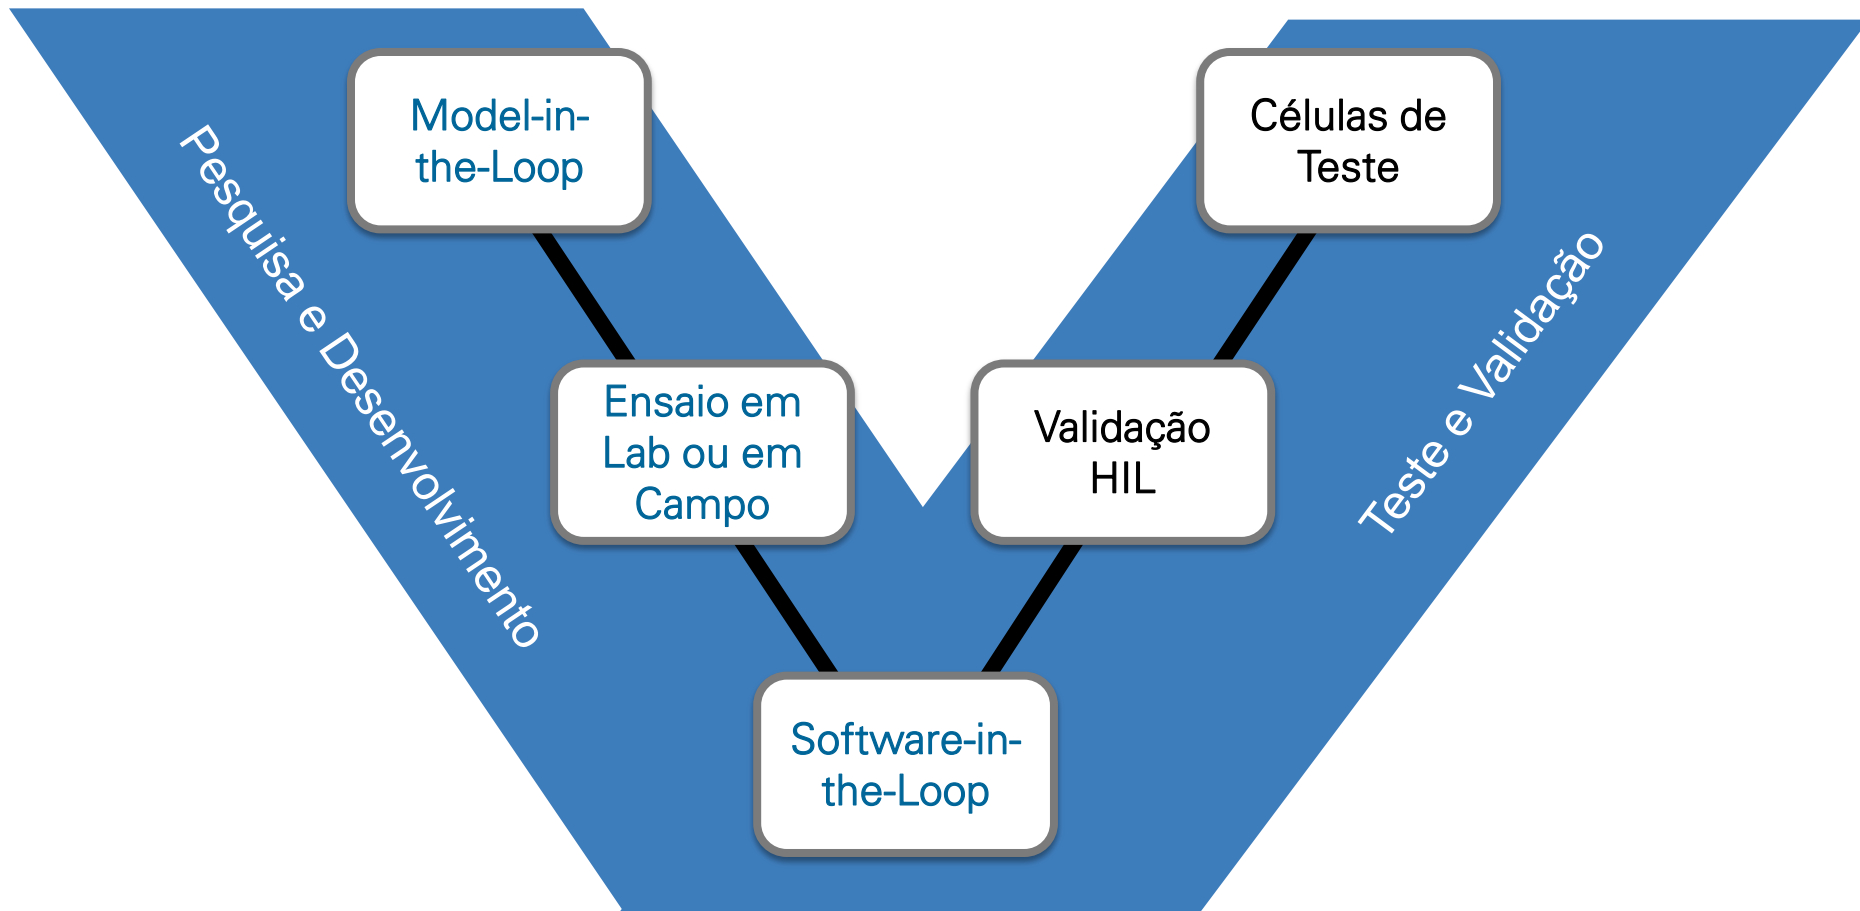 Model-in-
the-Loop
Células de
Teste
Pesquisa e Desenvolvimento
Ensaio em
Lab ou em
Campo
Validação
HIL
Teste e Validação
Software-in-
the-Loop